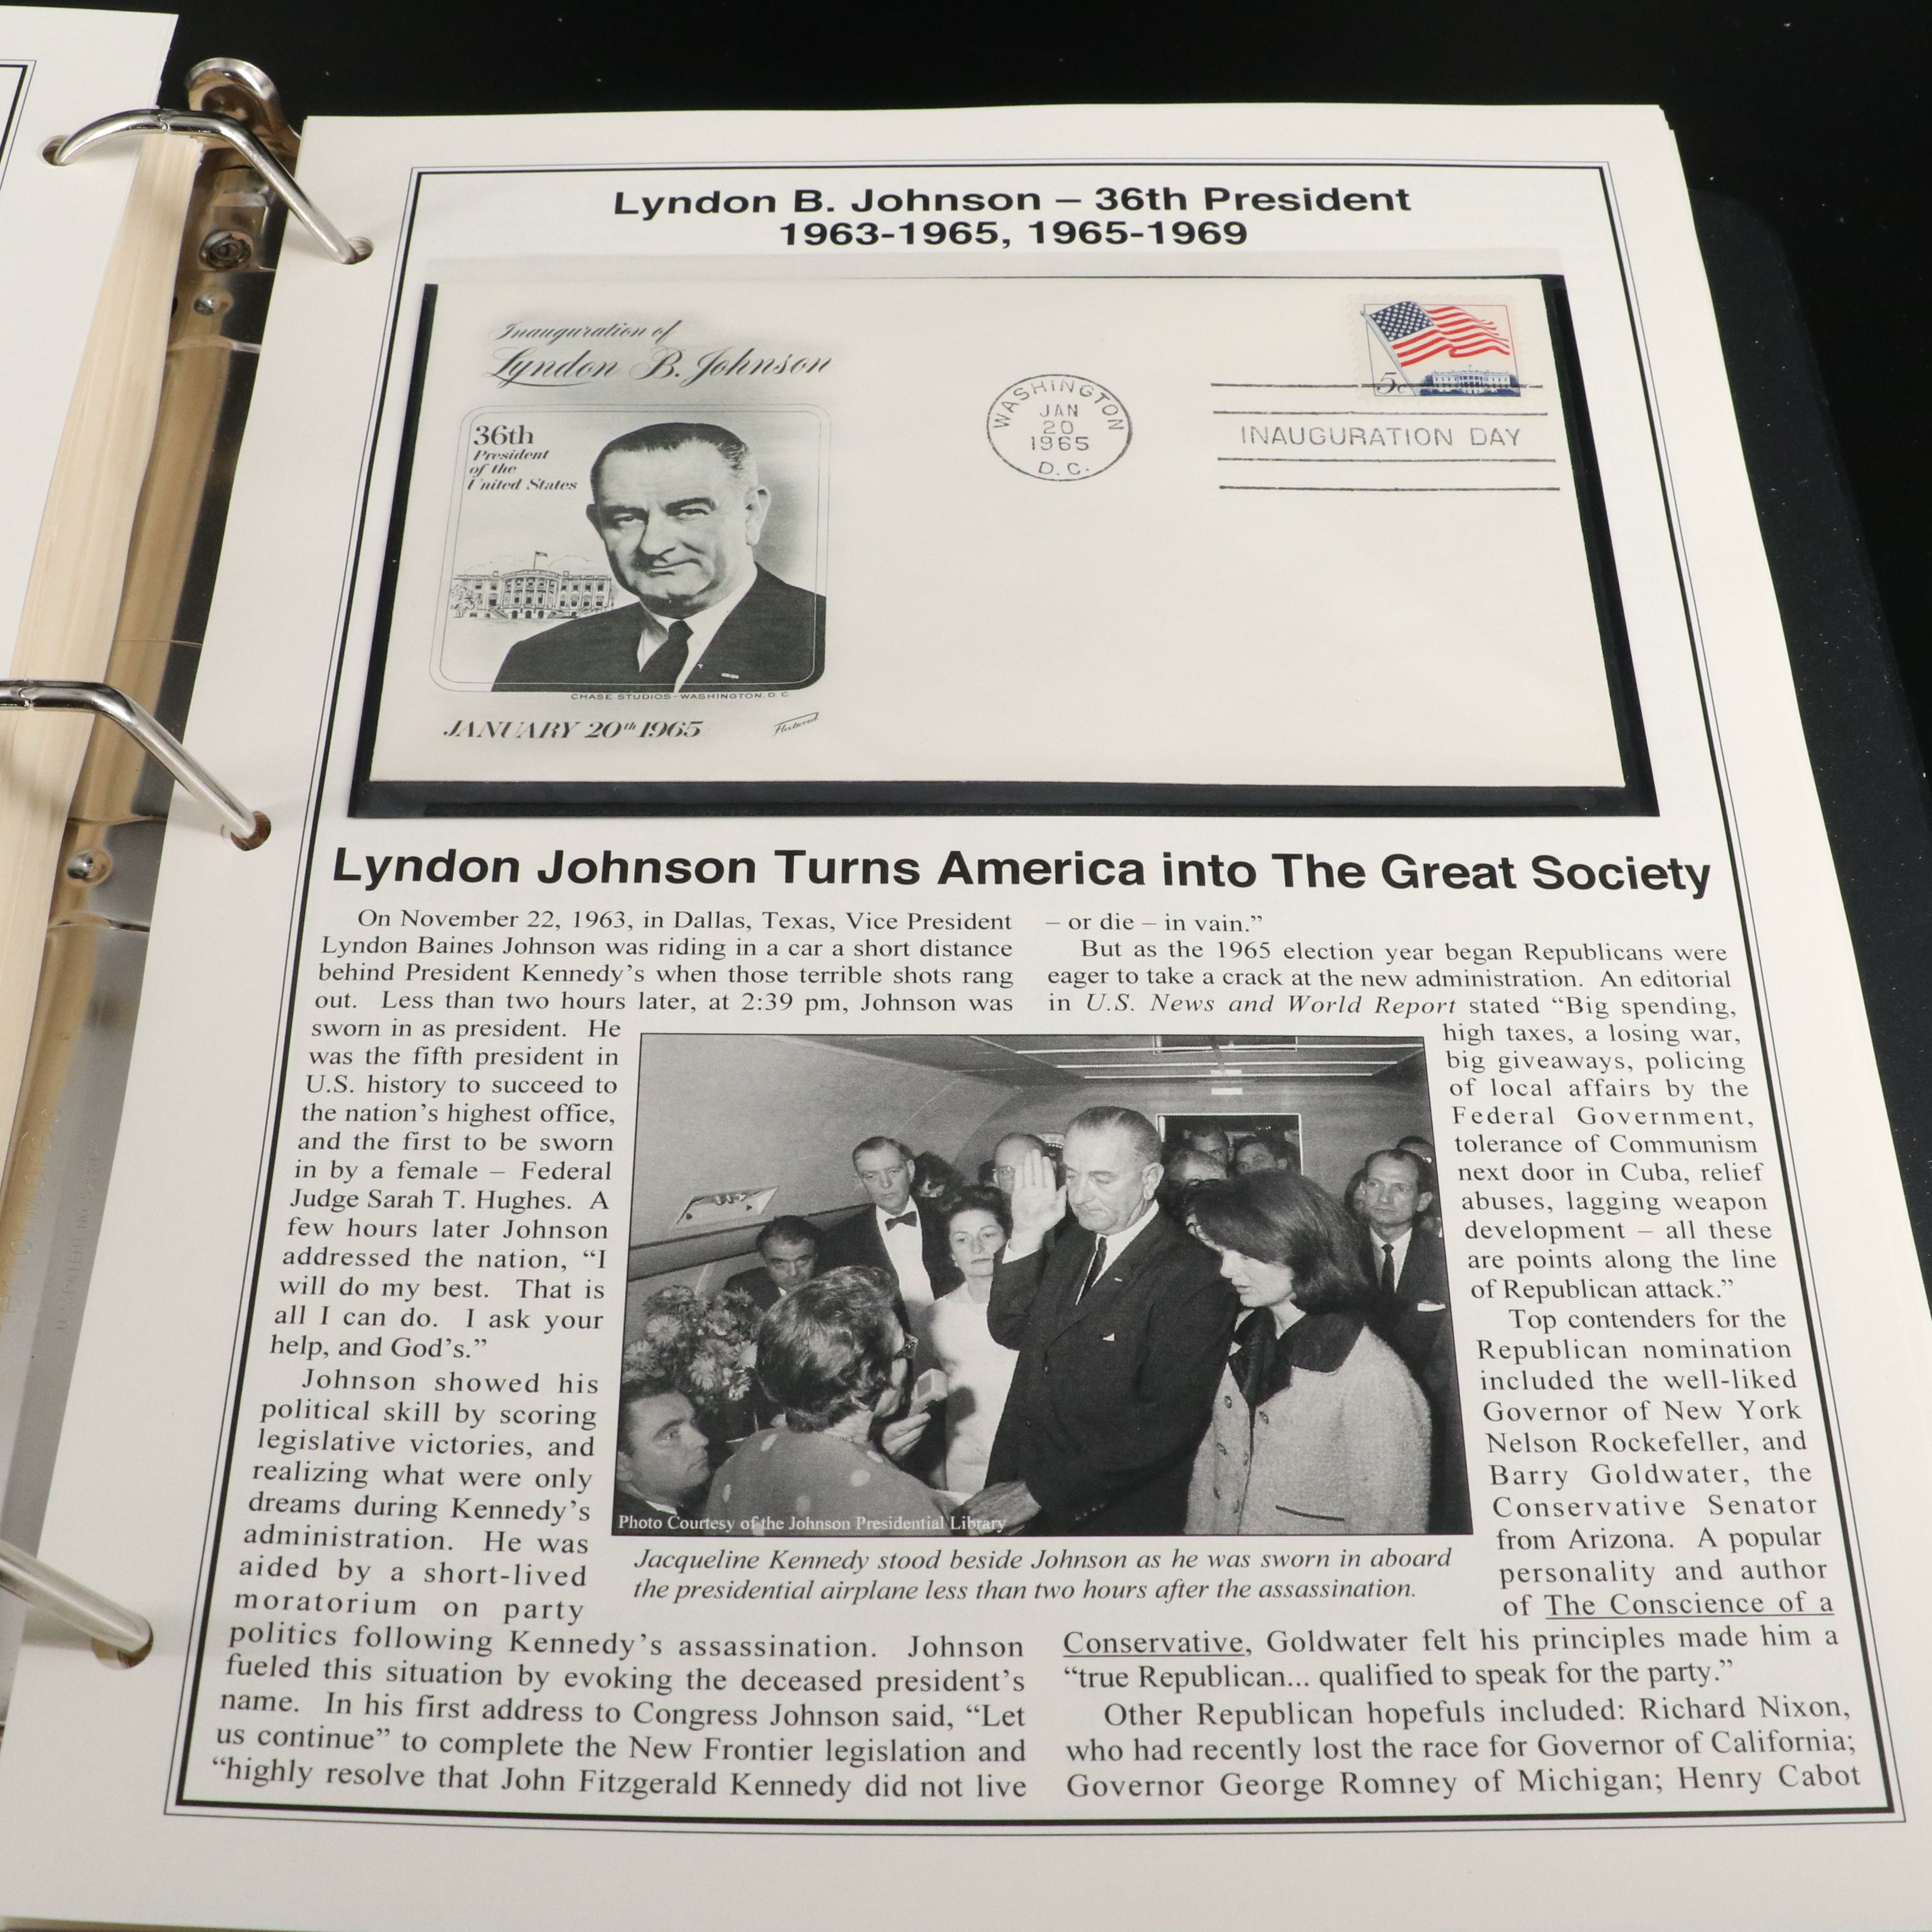 Lyndon B. Johnson – 36th President
1963-1965, 1965-1969
Inauguration of
Lyndon B. Johnson
36th
President
of the
United States
CHASE STUDIOS-WASHINGTON, D C
JANUARY 20th 1965
Fleetwood
WASHINGTON
JAN
20
1965
D.C.
5c
INAUGURATION DAY
Lyndon Johnson Turns America into The Great Society
On November 22, 1963, in Dallas, Texas, Vice President
Lyndon Baines Johnson was riding in a car a short distance
behind President Kennedy’s when those terrible shots rang
out. Less than two hours later, at 2:39 pm, Johnson was
sworn in as president. He
was the fifth president in
U.S. history to succeed to
the nation’s highest office,
and the first to be sworn
in by a female – Federal
Judge Sarah T. Hughes. A
few hours later Johnson
addressed the nation, “I
will do my best. That is
all I can do. I ask your
help, and God’s.”
Johnson showed his
political skill by scoring
legislative victories, and
realizing what were only
dreams during Kennedy’s
administration. He was
aided by a short-lived
moratorium on party
politics following Kennedy’s assassination. Johnson
fueled this situation by evoking the deceased president’s
name. In his first address to Congress Johnson said, “Let
us continue” to complete the New Frontier legislation and
“highly resolve that John Fitzgerald Kennedy did not live
– or die – in vain.”
But as the 1965 election year began Republicans were
eager to take a crack at the new administration. An editorial
in U.S. News and World Report stated “Big spending,
high taxes, a losing war,
big giveaways, policing
of local affairs by the
Federal Government,
tolerance of Communism
next door in Cuba, relief
abuses, lagging weapon
development – all these
are points along the line
of Republican attack.”
Top contenders for the
Republican nomination
included the well-liked
Governor of New York
Nelson Rockefeller, and
Barry Goldwater, the
Conservative Senator
from Arizona. A popular
personality and author
of The Conscience of a
Conservative, Goldwater felt his principles made him a
“true Republican... qualified to speak for the party.”
Other Republican hopefuls included: Richard Nixon,
who had recently lost the race for Governor of California;
Governor George Romney of Michigan; Henry Cabot
Photo Courtesy of the Johnson Presidential Library
Jacqueline Kennedy stood beside Johnson as he was sworn in aboard
the presidential airplane less than two hours after the assassination.